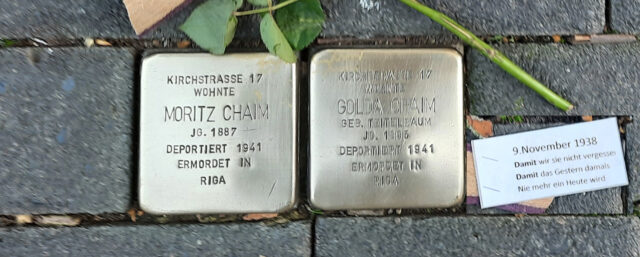 KIRCHSTRASSE 17
WOHNTE
MORITZ CHAIM
JG. 1887
DEPORTIERT 1941
ERMORDET IN
RIGA
KIRCHSTRASSE 17
WOHNTE
GOLDA CHAIM
GEB. TEITELBAUM
JG.
DEPORTIERT 1941
ERMORDET IN
RIGA
9.November 1938
Damit wir sie nicht vergessen
Damit das Gestern damals
Nie mehr ein Heute wird